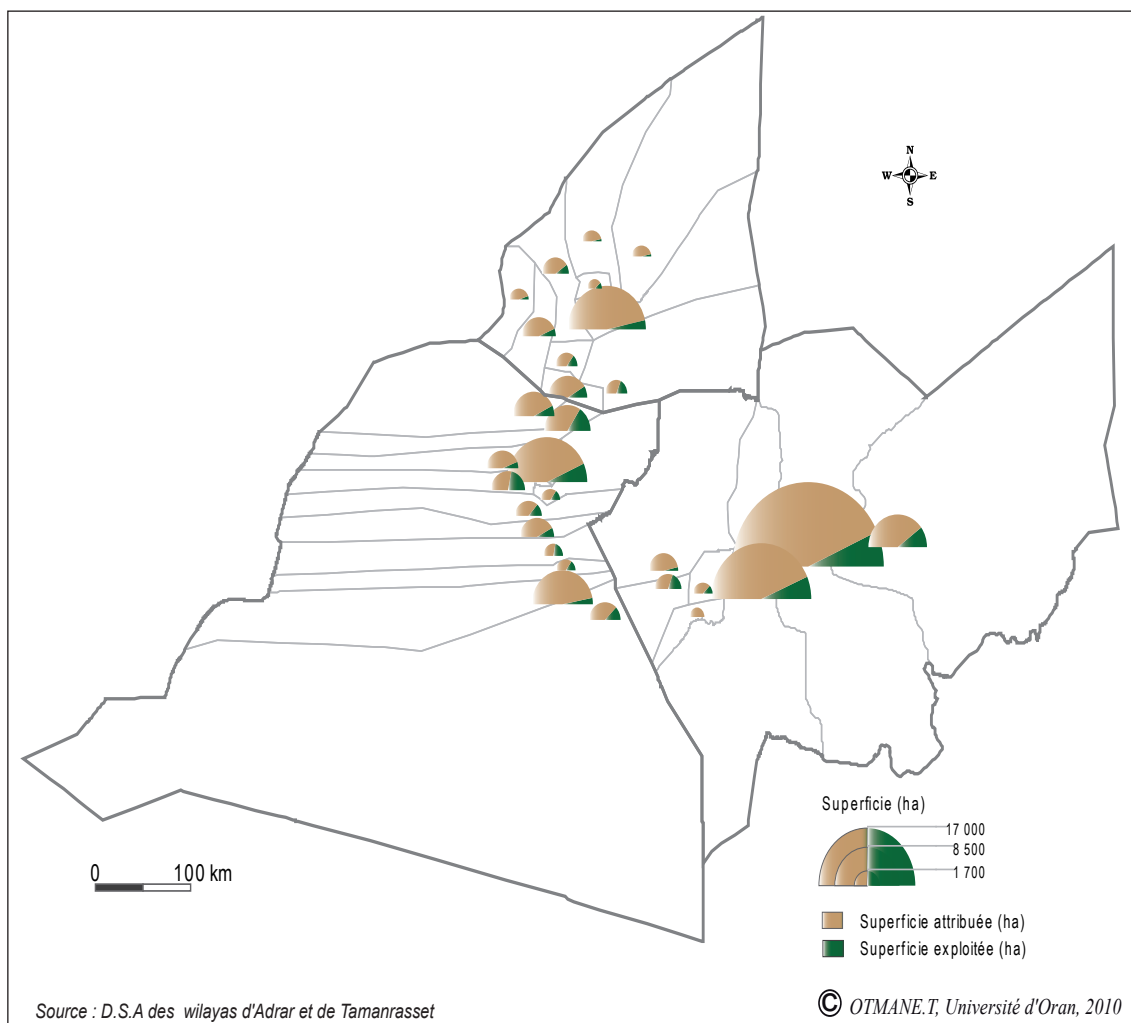 N
W E
S
Superficie (ha)
17 000
8 500
1 700
0 100 km
Superficie attribuée (ha)
Superficie exploitée (ha)
Source : D.S.A des wilayas d'Adrar et de Tamanrasset
© OTMANE.T, Université d'Oran, 2010